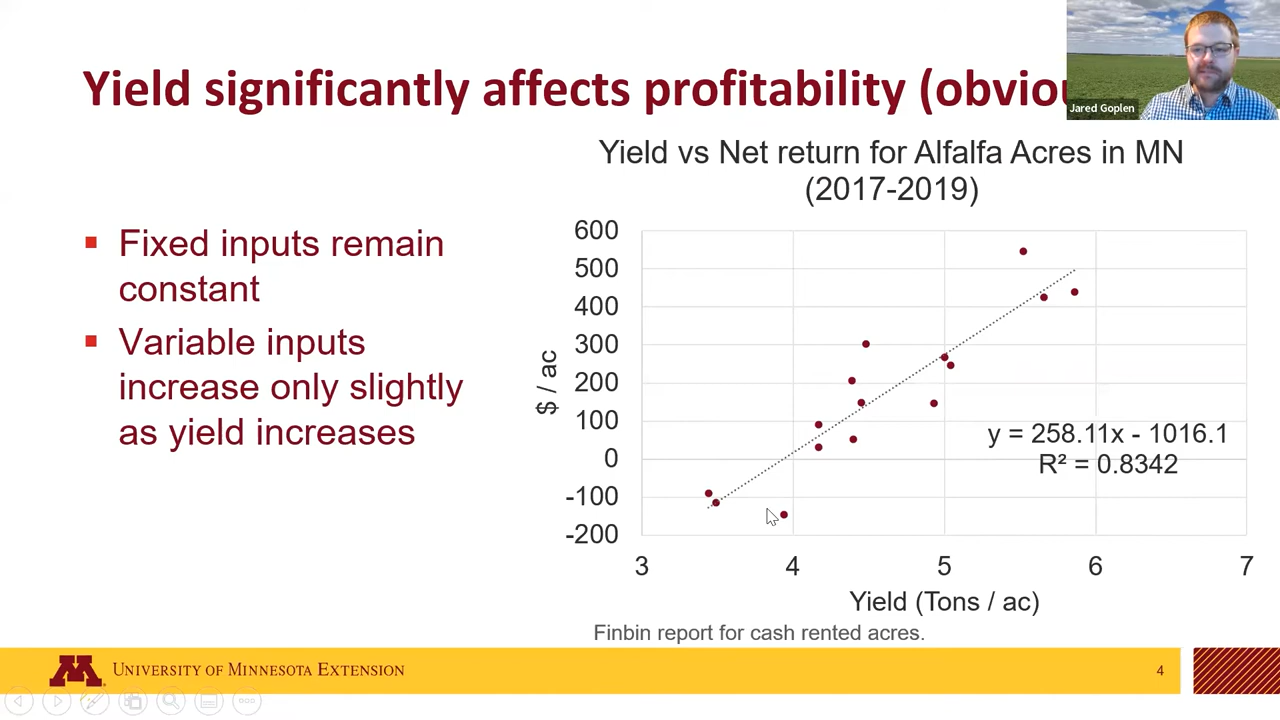 Yield significantly affects profitability (obviou
Jared Goplen
Fixed inputs remain
constant
Variable inputs
increase only slightly
as yield increases
Yield vs Net return for Alfalfa Acres in MN
(2017-2019)
$ / ac
600
500
400
300
200
100
0
-100
-200
y = 258.11x - 1016.1
R² = 0.8342
3 4 5 6 7
Yield (Tons / ac)
Finbin report for cash rented acres.
M UNIVERSITY OF MINNESOTA EXTENSION
4